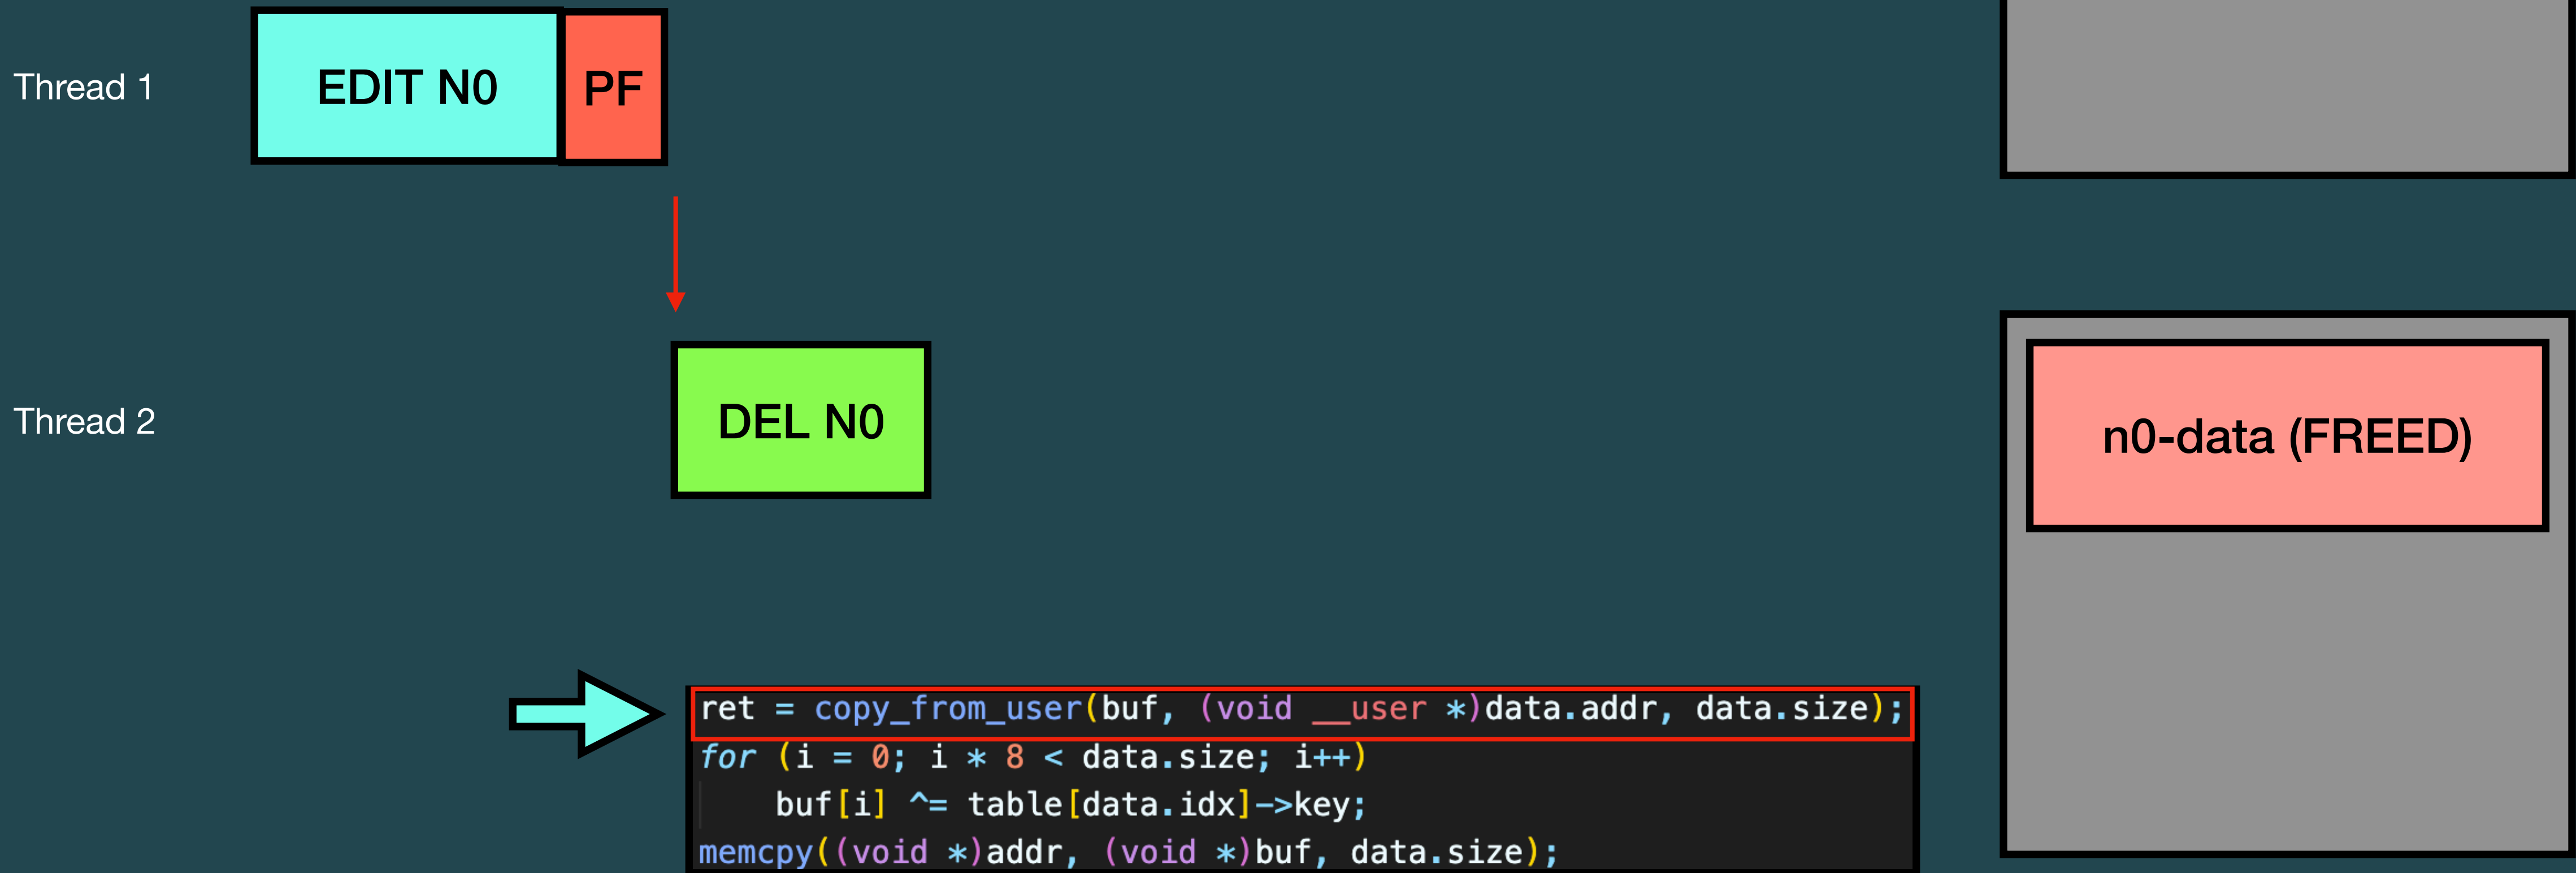 Thread 1
EDIT N0
PF
Thread 2
DEL N0
n0-data (FREED)
ret = copy_from_user(buf, (void __user *)data.addr, data.size);
for (i = 0; i * 8 < data.size; i++)
buf[i] ^= table[data.idx]->key;
memcpy((void *)addr, (void *)buf, data.size);